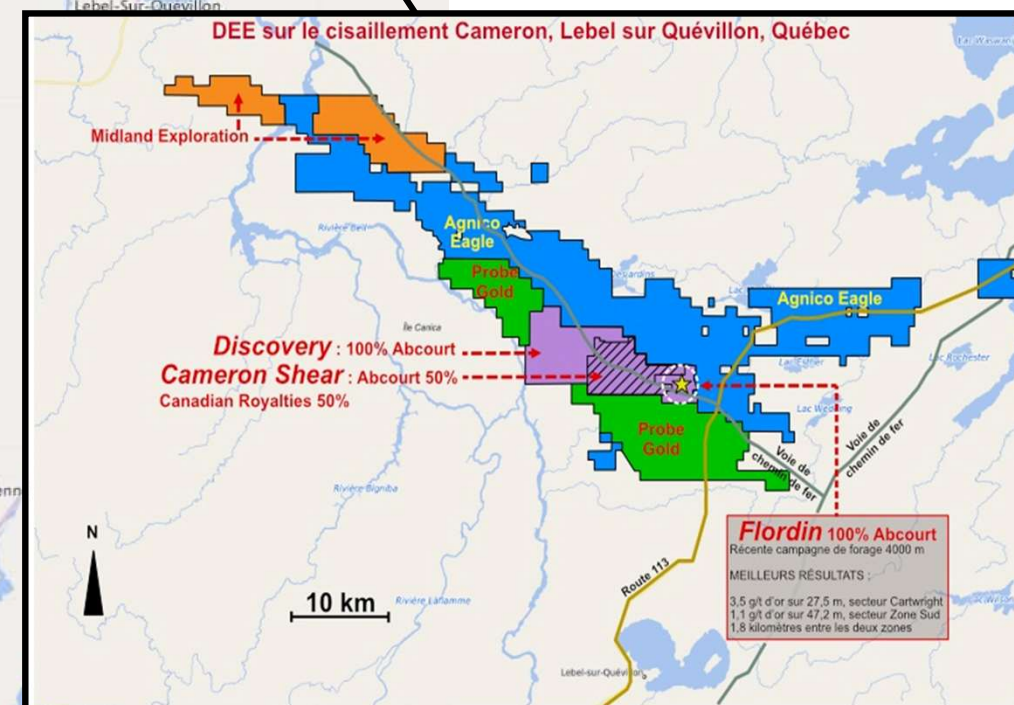 Lebel-Sur-Quévillon
DEE sur le cisaillement Cameron, Lebel sur Quévillon, Québec
Midland Exploration
Agnico
Eagle
Rivière Bell
Probe
Gold
Agnico Eagle
Île Canica
Discovery : 100% Abcourt
Cameron Shear : Abcourt 50%
Canadian Royalties 50%
Lac Rochester
Probe
Gold
Voie de
chemin de fer
Voie de
chemin de fer
Rivière Bigniba
Flordin 100% Abcourt
Récente campagne de forage 4000 m
MEILLEURS RÉSULTATS :
3,5 g/t d'or sur 27,5 m, secteur Cartwright
1,1 g/t d'or sur 47,2 m, secteur Zone Sud
1,8 kilomètres entre les deux zones
N
Route 113
10 km
Rivière Laflamme
Lebel-sur-Quévillon